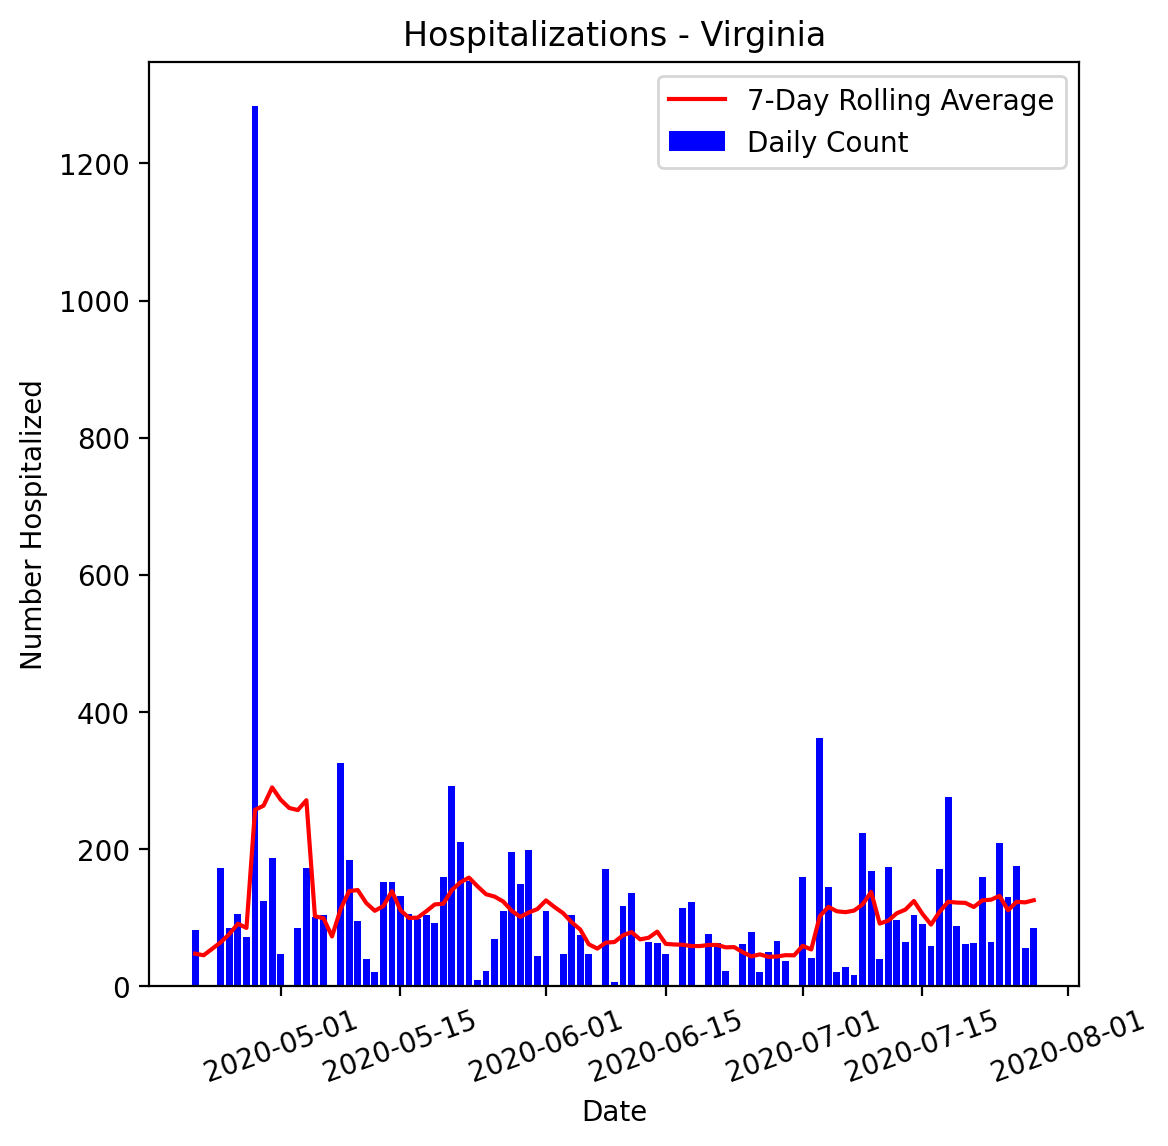 Hospitalizations - Virginia
7-Day Rolling Average
Daily Count
Number Hospitalized
1200
1000
800
600
400
200
0
2020-05-01
2020-05-15
2020-06-01
2020-06-15
2020-07-01
2020-07-15
2020-08-01
Date